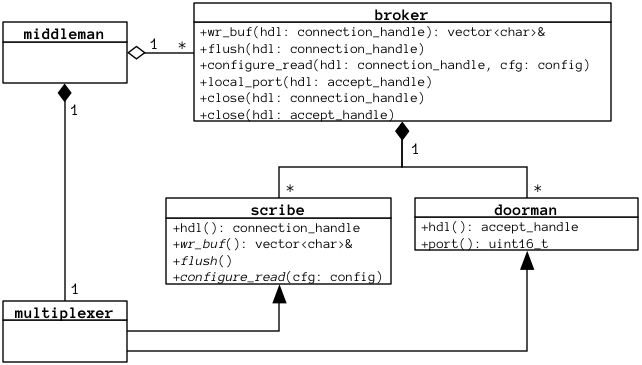 broker
middleman
+wr_buf(hdl: connection_handle): vector<char>&
1
*
+flush(hdl: connection_handle)
+configure_read(hdl: connection_handle, cfg: config)
+local_port(hdl: accept_handle)
+close(hdl: connection_handle)
+close(hdl: accept_handle)
1
1
*
*
scribe
doorman
+hdl(): connection_handle
+wr_buf(): vector<char>&
+flush()
+configure_read(cfg: config)
+hdl(): accept_handle
+port(): uint16_t
1
multiplexer